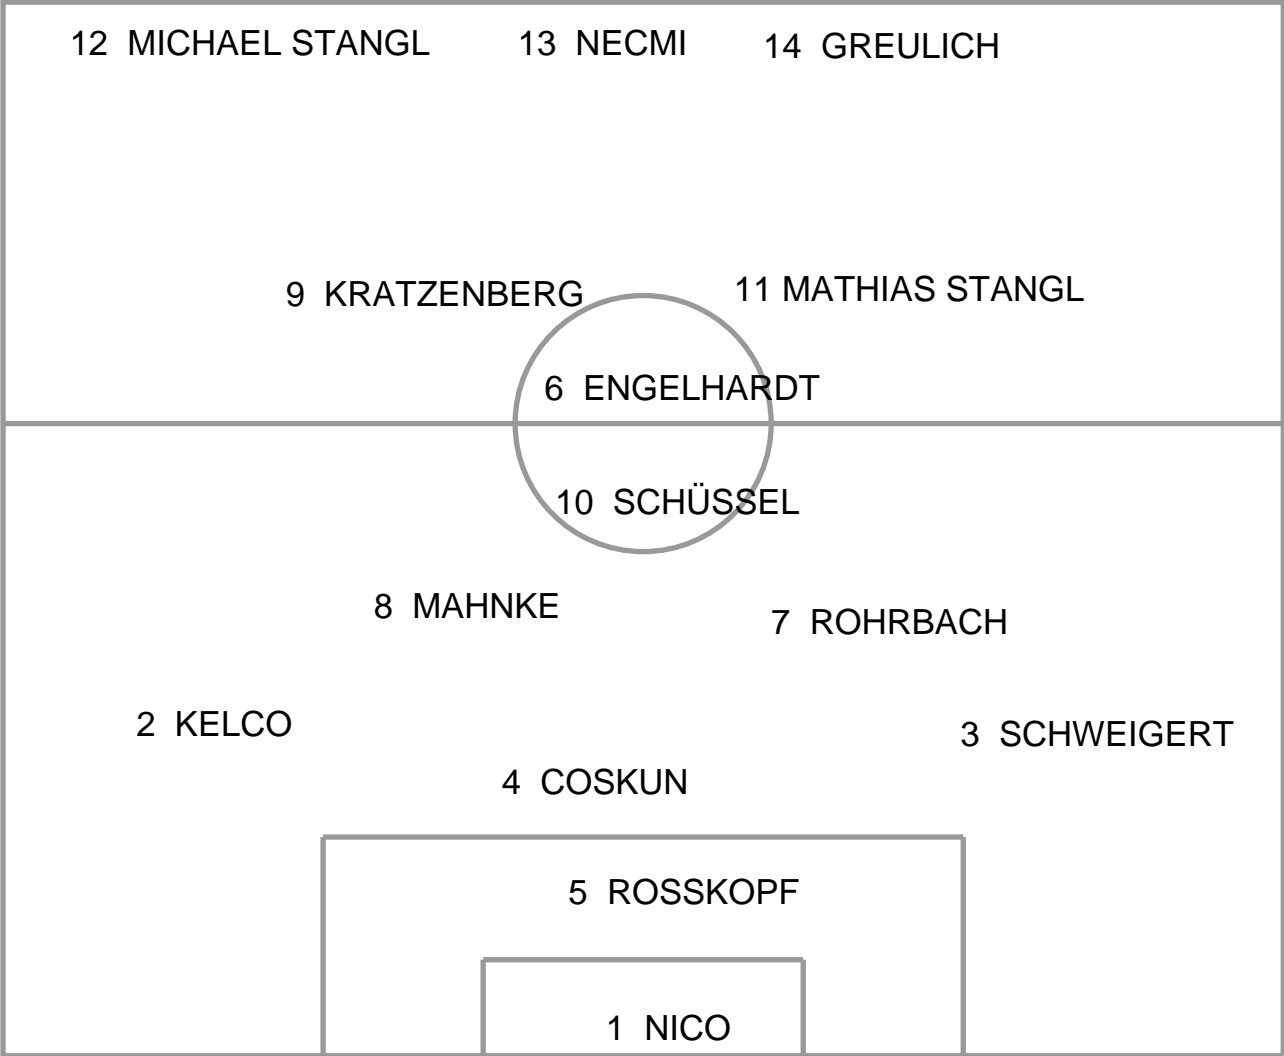 12 MICHAEL STANGL 13 NECMI 14 GREULICH
9 KRATZENBERG 11 MATHIAS STANGL
6 ENGELHARDT
10 SCHÜSSEL
8 MAHNKE 7 ROHRBACH
2 KELCO 3 SCHWEIGERT
4 COSKUN
5 ROSSKOPF
1 NICO